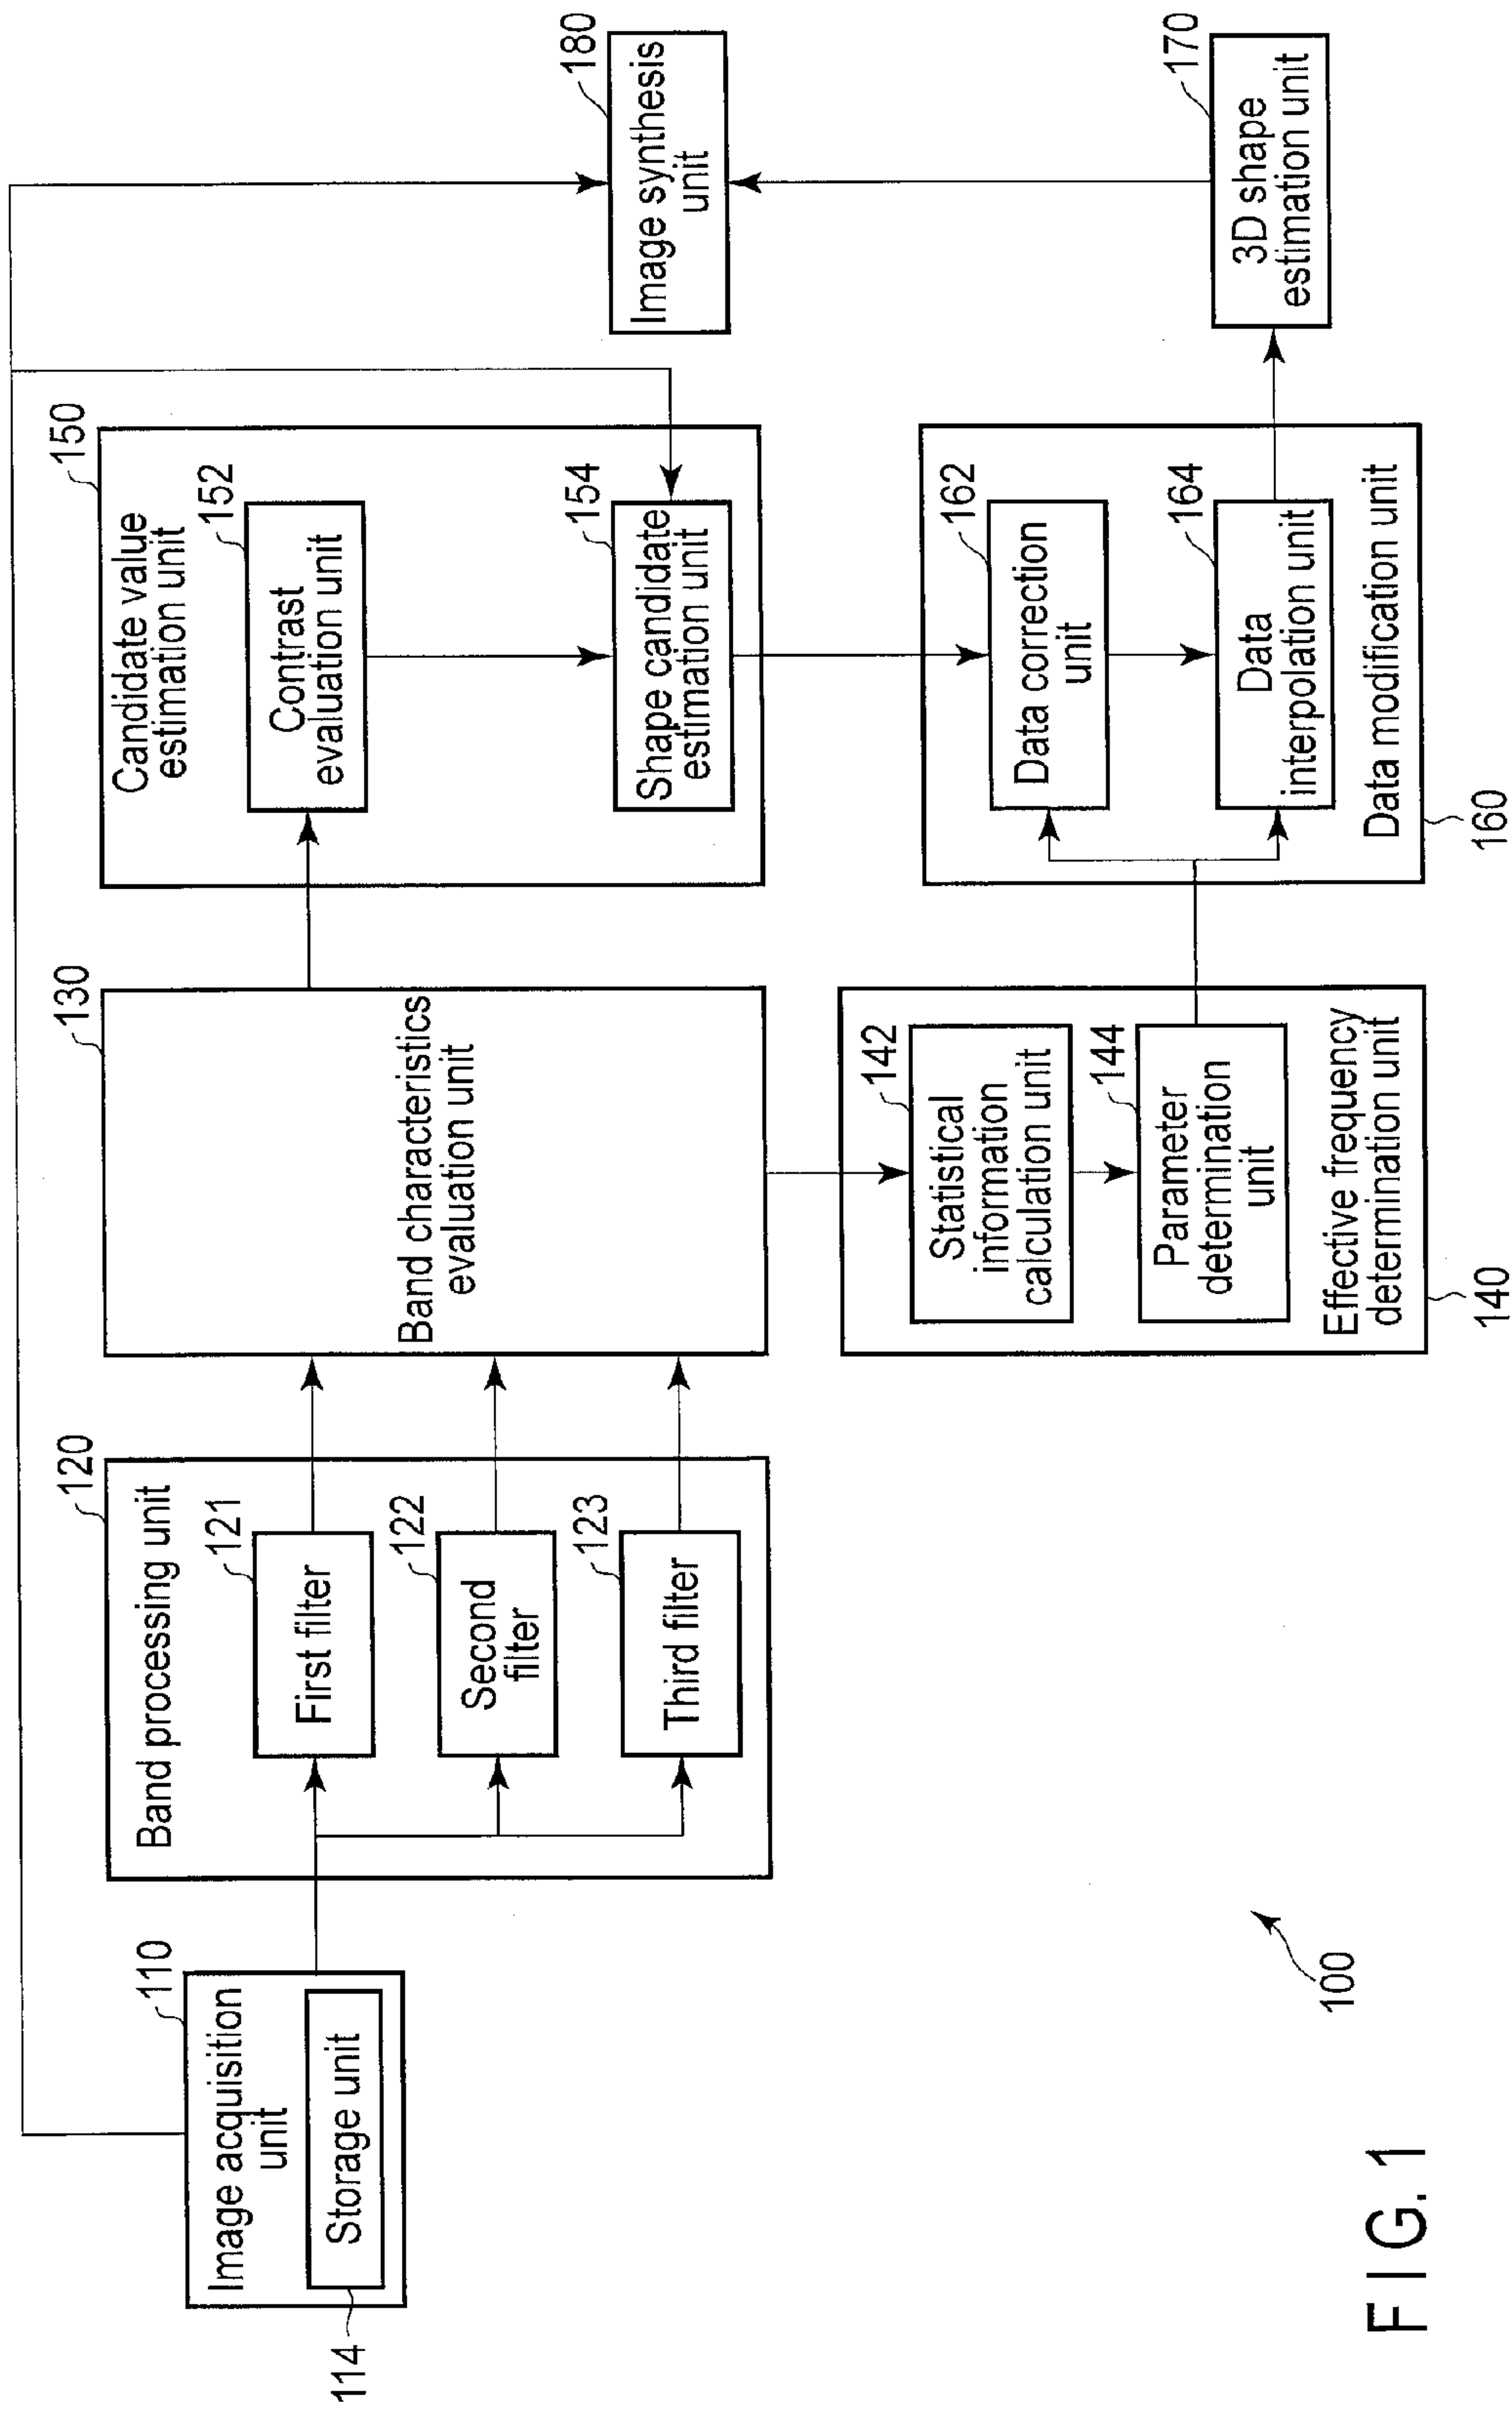 110
Image acquisition
unit
Storage unit
114
120
Band processing unit
121
First filter
122
Second
filter
123
Third filter
130
Band characteristics
evaluation unit
142
Statistical
information
calculation unit
144
Parameter
determination
unit
Effective frequency
determination unit
140
150
Candidate value
estimation unit
152
Contrast
evaluation unit
154
Shape candidate
estimation unit
162
Data correction
unit
164
Data
interpolation unit
Data modification unit
160
180
Image synthesis
unit
170
3D shape
estimation unit
100
FIG. 1